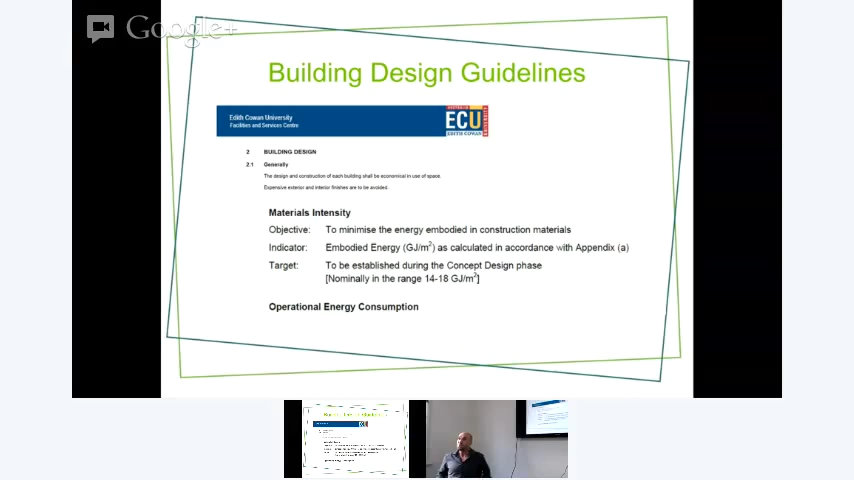 Google+
Building Design Guidelines
Edith Cowan University
Facilities and Services Centre
AUSTRALIA
ECU
EDITH COWAN
UNIVERSITY
2 BUILDING DESIGN
2.1 Generally
The design and construction of each building shall be economical in use of space.
Expensive exterior and interior finishes are to be avoided.
Materials Intensity
Objective: To minimise the energy embodied in construction materials
Indicator: Embodied Energy (GJ/m²) as calculated in accordance with Appendix (a)
Target: To be established during the Concept Design phase
[Nominally in the range 14-18 GJ/m²]
Operational Energy Consumption